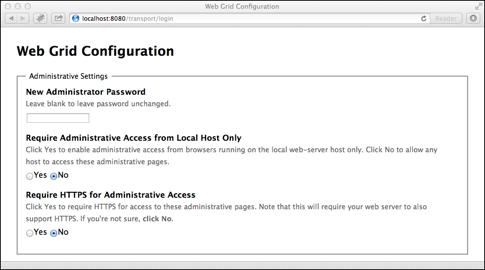 Web Grid Configuration
localhost:8080/transport/login
Reader
Web Grid Configuration
Administrative Settings
New Administrator Password
Leave blank to leave password unchanged.
Require Administrative Access from Local Host Only
Click Yes to enable administrative access from browsers running on the local web-server host only. Click No to allow
any host to access these administrative pages.
Yes No
Require HTTPS for Administrative Access
Click Yes to require HTTPS for access to these administrative pages. Note that this will require your web server to also
support HTTPS. If you're not sure, click No.
Yes No